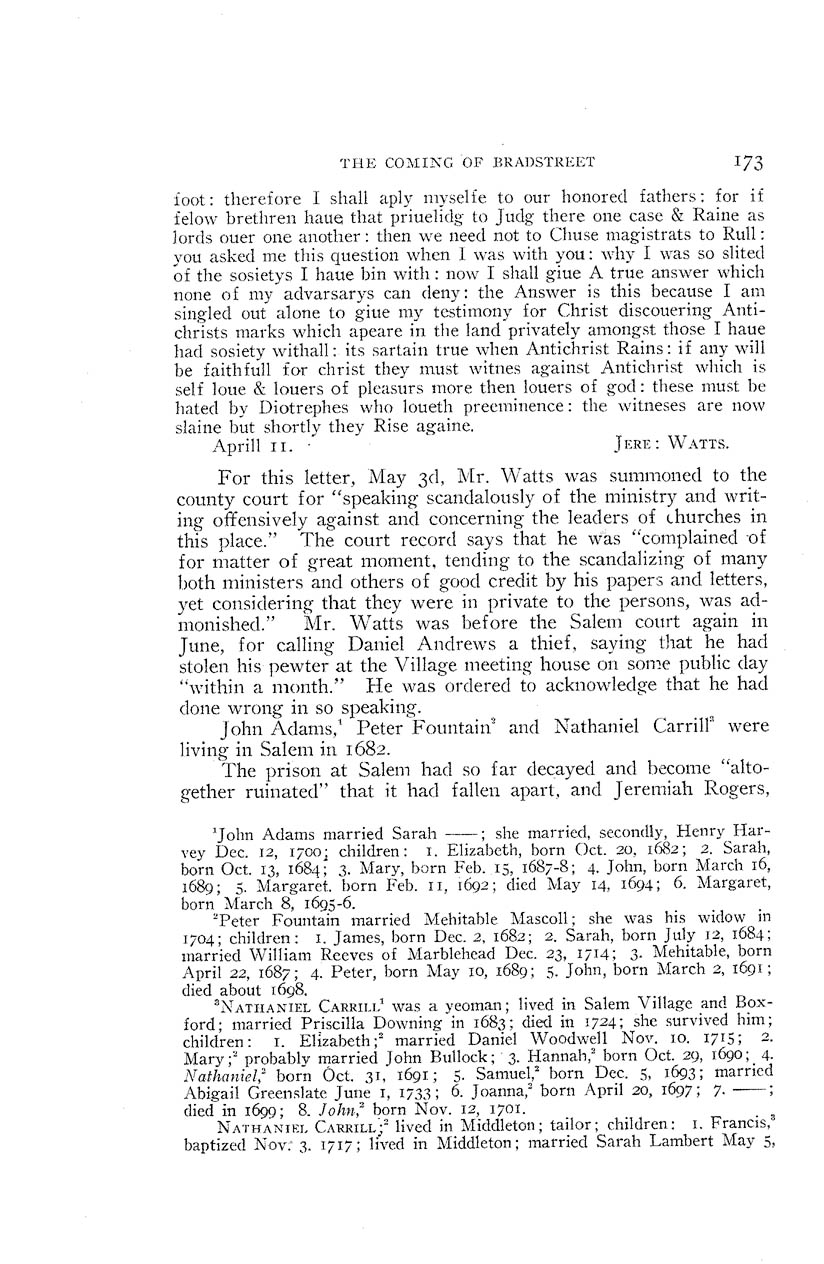 THE COMING OF BRADSTREET 173
foot: therefore I shall aply myselfe to our honored fathers: for if
felow brethren haue that priuelidg to Judg there one case & Raine as
lords ouer one another: then we need not to Chuse magistrats to Rull:
you asked me this question when I was with you: why I was so slited
of the sosietys I haue bin with: now I shall giue A true answer which
none of my advarsarys can deny: the Answer is this because I am
singled out alone to giue my testimony for Christ discouering Anti-
christs marks which apeare in the land privately amongst those I haue
had sosiety withall: its sartain true when Antichrist Rains: if any will
be faithfull for christ they must witnes against Antichrist which is
self loue & louers of pleasurs more then louers of god: these must be
hated by Diotrephes who loueth preeminence: the witneses are now
slaine but shortly they Rise againe.
Aprill 11. JERE: WATTS.
For this letter, May 3d, Mr. Watts was summoned to the
county court for "speaking scandalously of the ministry and writ-
ing offensively against and concerning the leaders of churches in
this place." The court record says that he was "complained of
for matter of great moment, tending to the scandalizing of many
both ministers and others of good credit by his papers and letters,
yet considering that they were in private to the persons, was ad-
monished." Mr. Watts was before the Salem court again in
June, for calling Daniel Andrews a thief, saying that he had
stolen his pewter at the Village meeting house on some public day
"within a month." He was ordered to acknowledge that he had
done wrong in so speaking.
John Adams,¹ Peter Fountain² and Nathaniel Carrill³ were
living in Salem in 1682.
The prison at Salem had so far decayed and become "alto-
gether ruinated" that it had fallen apart, and Jeremiah Rogers,
¹John Adams married Sarah ——; she married, secondly, Henry Har-
vey Dec. 12, 1700; children: 1. Elizabeth, born Oct. 20, 1682; 2. Sarah,
born Oct. 13, 1684; 3. Mary, born Feb. 15, 1687-8; 4. John, born March 16,
1689; 5. Margaret, born Feb. 11, 1692; died May 14, 1694; 6. Margaret,
born March 8, 1695-6.
²Peter Fountain married Mehitable Mascoll; she was his widow in
1704; children: 1. James, born Dec. 2, 1682; 2. Sarah, born July 12, 1684;
married William Reeves of Marblehead Dec. 23, 1714; 3. Mehitable, born
April 22, 1687; 4. Peter, born May 10, 1689; 5. John, born March 2, 1691;
died about 1698.
³NATHANIEL CARRILL¹ was a yeoman; lived in Salem Village and Box-
ford; married Priscilla Downing in 1683; died in 1724; she survived him;
children: 1. Elizabeth;² married Daniel Woodwell Nov. 10, 1715; 2.
Mary;² probably married John Bullock; 3. Hannah,² born Oct. 29, 1690; 4.
Nathaniel,² born Oct. 31, 1691; 5. Samuel,² born Dec. 5, 1693; married
Abigail Greenslate June 1, 1733; 6. Joanna,² born April 20, 1697; 7. ——;
died in 1699; 8. John,² born Nov. 12, 1701.
NATHANIEL CARRILL;² lived in Middleton; tailor; children: 1. Francis,³
baptized Nov. 3, 1717; lived in Middleton; married Sarah Lambert May 5,